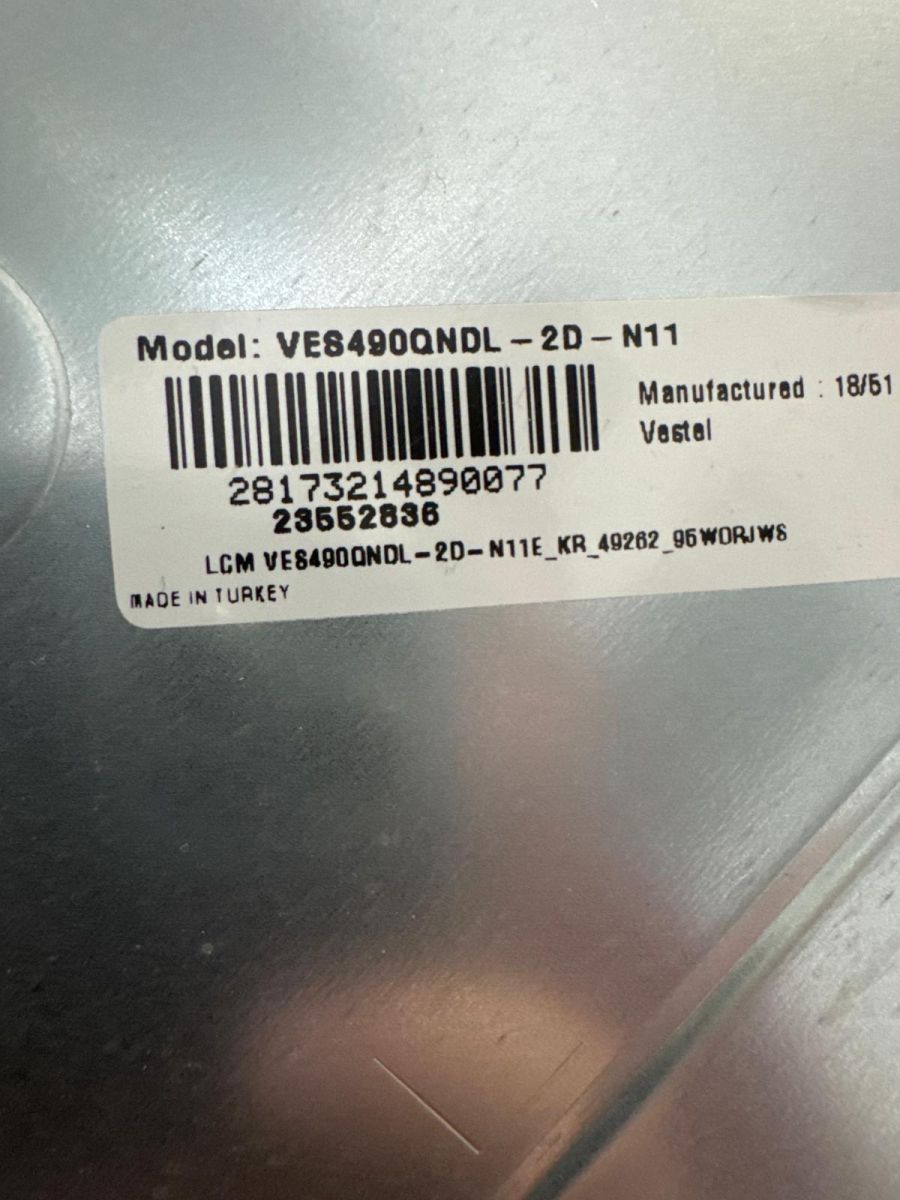 Model: VES490QNDL-2D-N11
Manufactured : 18/51
Vestel
28173214890077
23552836
LCM VES490QNDL-2D-N11E_KR_49262_95WORJWS
MADE IN TURKEY